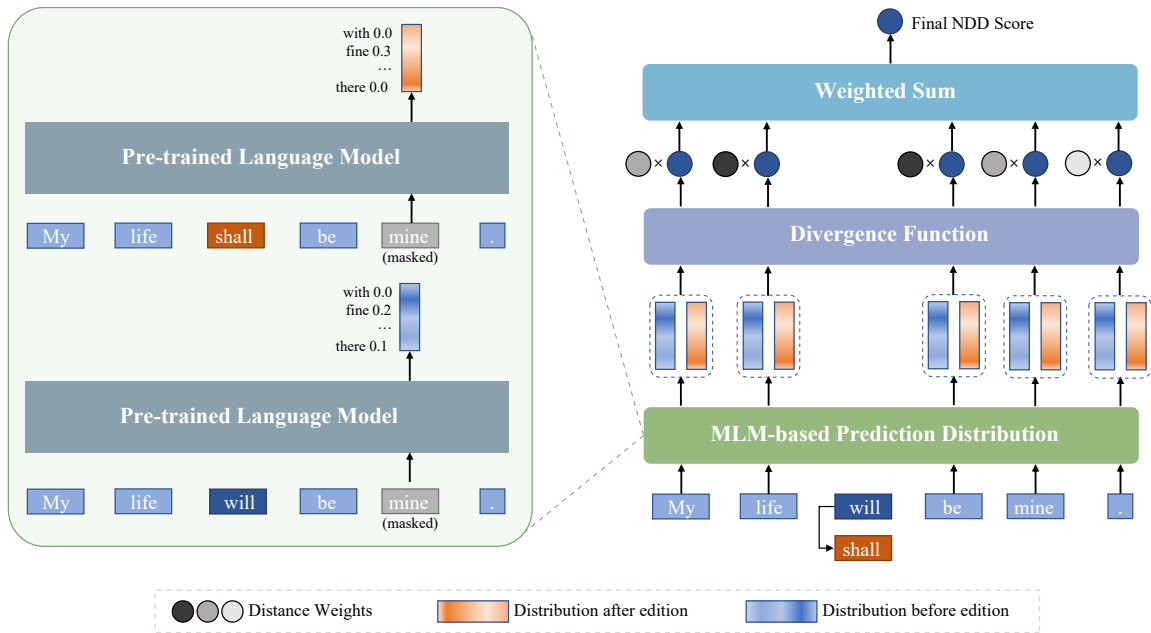 with 0.0
fine 0.3
...
there 0.0
Pre-trained Language Model
My life shall be mine .
(masked)
with 0.0
fine 0.2
...
there 0.1
Pre-trained Language Model
My life will be mine .
(masked)
Final NDD Score
Weighted Sum
× × × × ×
Divergence Function
MLM-based Prediction Distribution
My life will be mine .
shall
Distance Weights Distribution after edition Distribution before edition